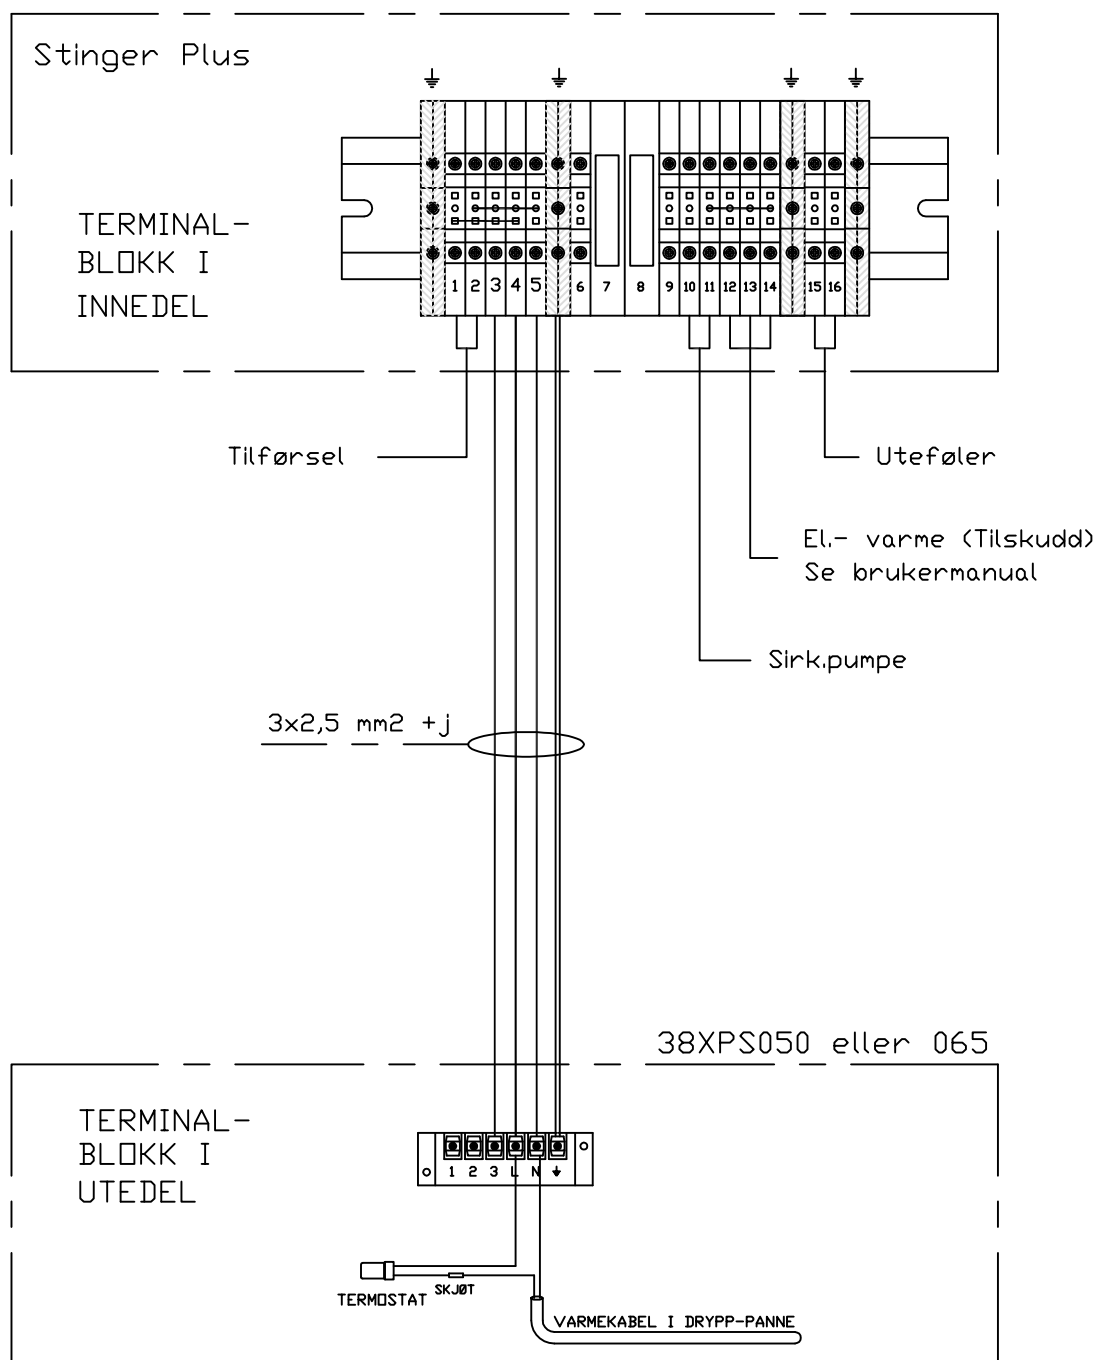 Stinger Plus
TERMINAL-
BLOKK I
INNEDEL
1 2 3 4 5 6 7 8 9 10 11 12 13 14 15 16
Tilførsel
Uteføler
El.- varme (Tilskudd)
Se brukermanual
Sirk.pumpe
3x2,5 mm2 +j
38XPS050 eller 065
TERMINAL-
BLOKK I
UTEDEL
1 2 3 L N
TERMOSTAT
SKJØT
VARMEKABEL I DRYPP-PANNE